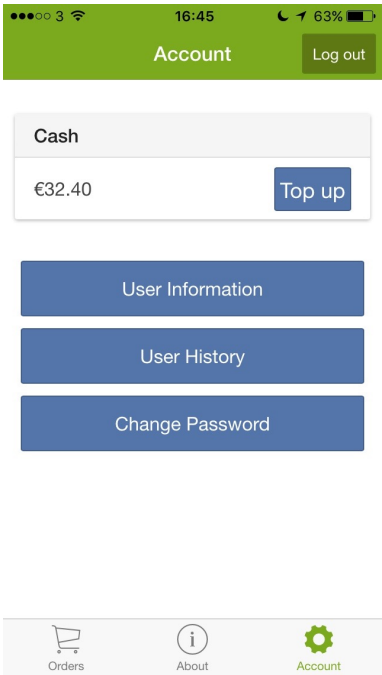 3 16:45 63%
Account Log out
Cash
€32.40 Top up
User Information
User History
Change Password
Orders About Account